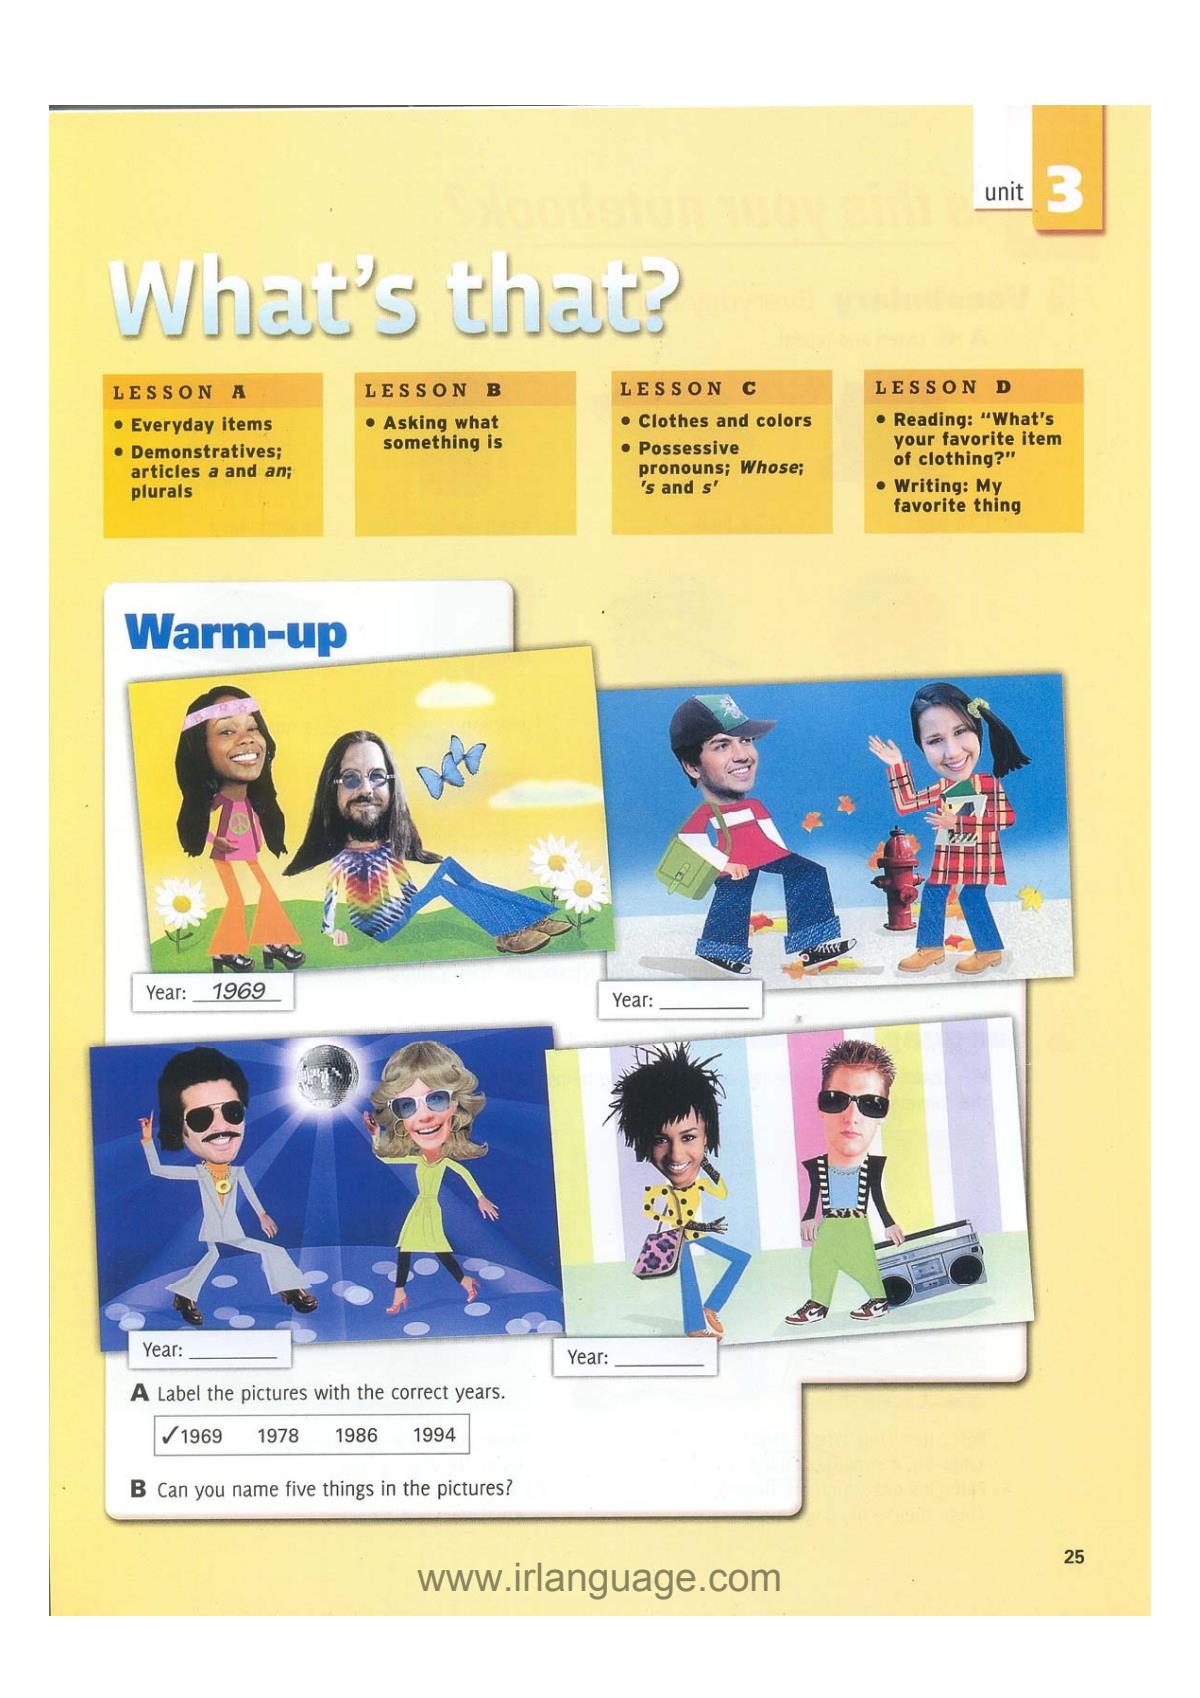 unit 3
What's that?
LESSON A
• Everyday items
• Demonstratives;
articles a and an;
plurals
LESSON B
• Asking what
something is
LESSON C
• Clothes and colors
• Possessive
pronouns; Whose;
's and s'
LESSON D
• Reading: "What's
your favorite item
of clothing?"
• Writing: My
favorite thing
Warm-up
Year: 1969
Year: ________
Year: ________
Year: ________
A Label the pictures with the correct years.
✓1969 1978 1986 1994
B Can you name five things in the pictures?
25
www.irlanguage.com